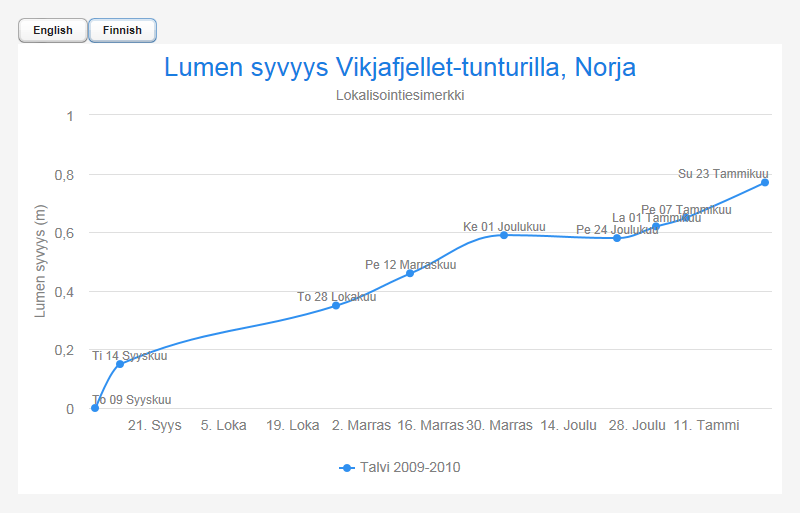 English Finnish
Lumen syvyys Vikjafjellet-tunturilla, Norja
Lokalisointiesimerkki
Lumen syvyys (m)
1
0,8
0,6
0,4
0,2
0
To 09 Syyskuu
Ti 14 Syyskuu
To 28 Lokakuu
Pe 12 Marraskuu
Ke 01 Joulukuu
Pe 24 Joulukuu
La 01 Tammikuu
Pe 07 Tammikuu
Su 23 Tammikuu
21. Syys 5. Loka 19. Loka 2. Marras 16. Marras 30. Marras 14. Joulu 28. Joulu 11. Tammi
Talvi 2009-2010